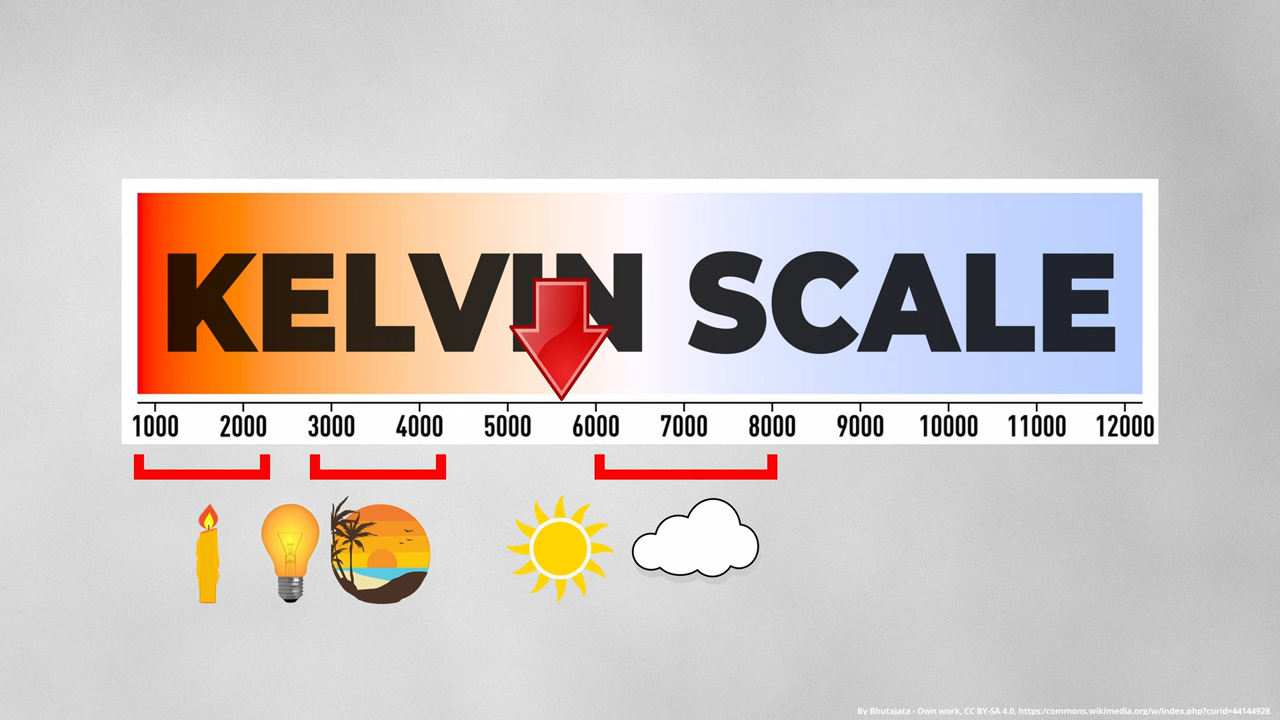 KELVIN SCALE
1000 2000 3000 4000 5000 6000 7000 8000 9000 10000 11000 12000
By Bhutajata - Own work, CC BY-SA 4.0, https:/commons.wikimedia.org/w/index.php?curid=44144928